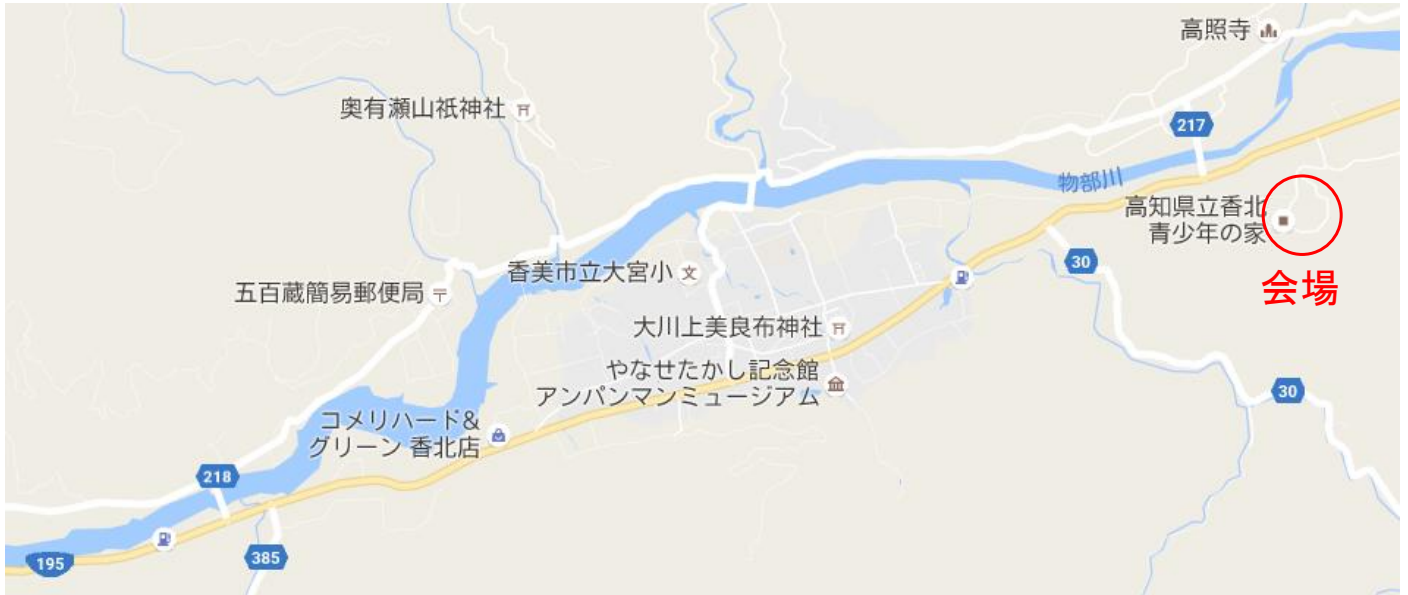 高照寺
奥有瀬山祇神社
217
物部川
高知県立香北
青少年の家
会場
30
香美市立大宮小
文
五百蔵簡易郵便局
大川上美良布神社
やなせたかし記念館
アンパンマンミュージアム
30
コメリハード&
グリーン 香北店
218
195
385